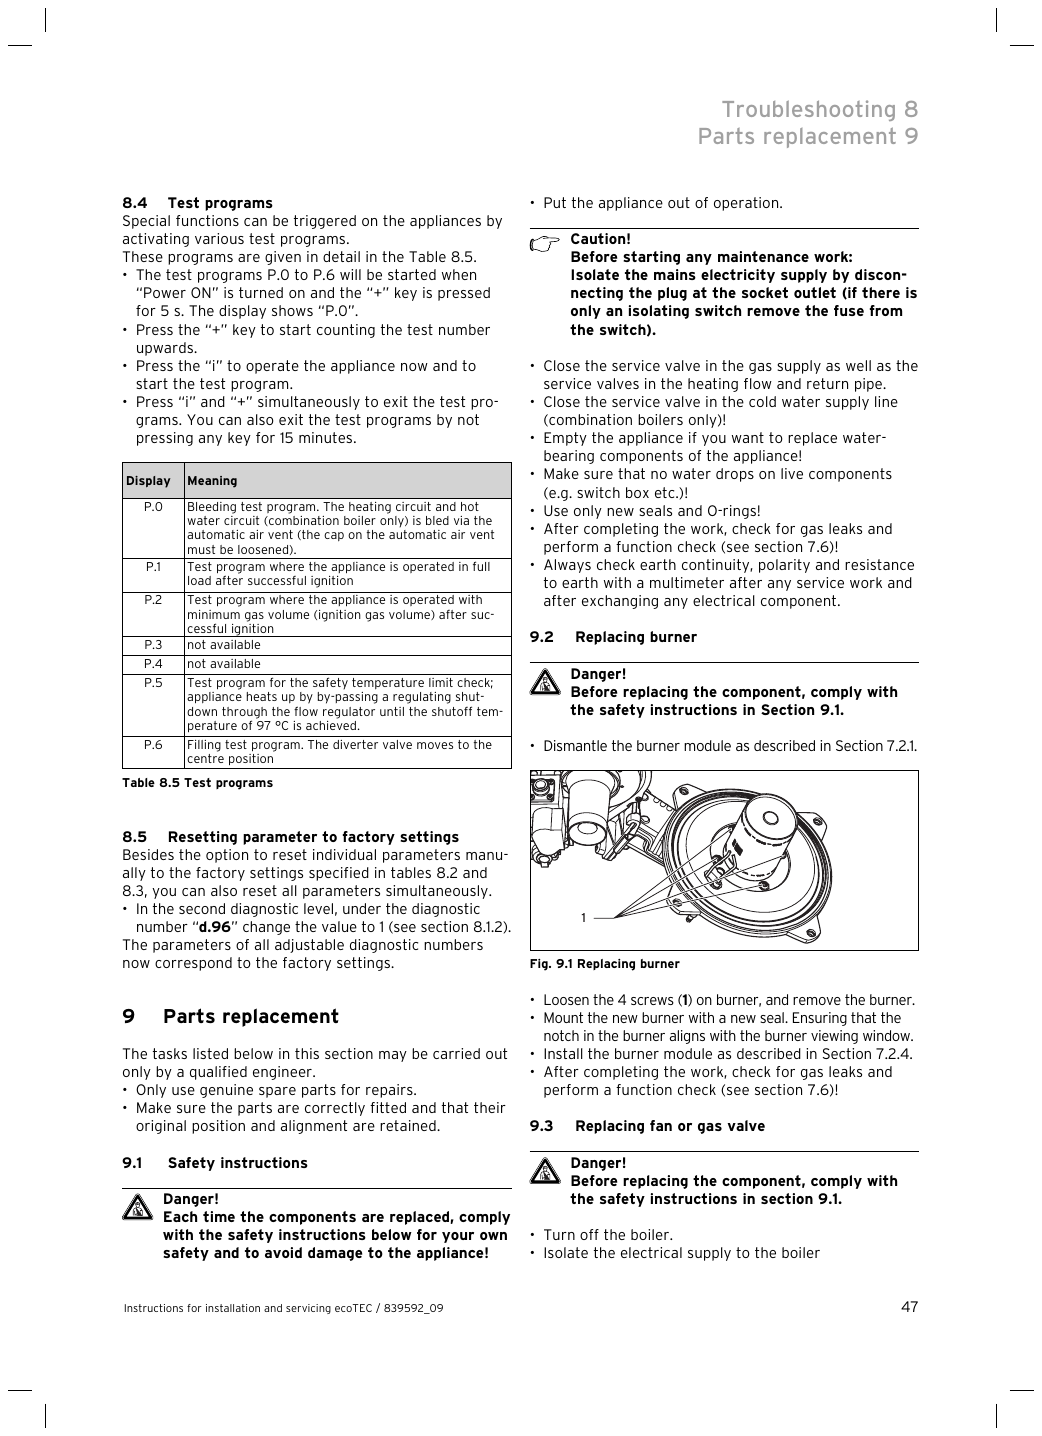 Troubleshooting 8
Parts replacement 9
8.4 Test programs
Special functions can be triggered on the appliances by
activating various test programs.
These programs are given in detail in the Table 8.5.
• The test programs P.0 to P.6 will be started when
“Power ON” is turned on and the “+” key is pressed
for 5 s. The display shows “P.0”.
• Press the “+” key to start counting the test number
upwards.
• Press the “i” to operate the appliance now and to
start the test program.
• Press “i” and “+” simultaneously to exit the test pro-
grams. You can also exit the test programs by not
pressing any key for 15 minutes.
Display Meaning
P.0 Bleeding test program. The heating circuit and hot
water circuit (combination boiler only) is bled via the
automatic air vent (the cap on the automatic air vent
must be loosened).
P.1 Test program where the appliance is operated in full
load after successful ignition
P.2 Test program where the appliance is operated with
minimum gas volume (ignition gas volume) after suc-
cessful ignition
P.3 not available
P.4 not available
P.5 Test program for the safety temperature limit check;
appliance heats up by by-passing a regulating shut-
down through the flow regulator until the shutoff tem-
perature of 97 °C is achieved.
P.6 Filling test program. The diverter valve moves to the
centre position
Table 8.5 Test programs
8.5 Resetting parameter to factory settings
Besides the option to reset individual parameters manu-
ally to the factory settings specified in tables 8.2 and
8.3, you can also reset all parameters simultaneously.
• In the second diagnostic level, under the diagnostic
number “d.96” change the value to 1 (see section 8.1.2).
The parameters of all adjustable diagnostic numbers
now correspond to the factory settings.
9 Parts replacement
The tasks listed below in this section may be carried out
only by a qualified engineer.
• Only use genuine spare parts for repairs.
• Make sure the parts are correctly fitted and that their
original position and alignment are retained.
9.1 Safety instructions
Danger!
Each time the components are replaced, comply
with the safety instructions below for your own
safety and to avoid damage to the appliance!
• Put the appliance out of operation.
Caution!
Before starting any maintenance work:
Isolate the mains electricity supply by discon-
necting the plug at the socket outlet (if there is
only an isolating switch remove the fuse from
the switch).
• Close the service valve in the gas supply as well as the
service valves in the heating flow and return pipe.
• Close the service valve in the cold water supply line
(combination boilers only)!
• Empty the appliance if you want to replace water-
bearing components of the appliance!
• Make sure that no water drops on live components
(e.g. switch box etc.)!
• Use only new seals and O-rings!
• After completing the work, check for gas leaks and
perform a function check (see section 7.6)!
• Always check earth continuity, polarity and resistance
to earth with a multimeter after any service work and
after exchanging any electrical component.
9.2 Replacing burner
Danger!
Before replacing the component, comply with
the safety instructions in Section 9.1.
• Dismantle the burner module as described in Section 7.2.1.
1
Fig. 9.1 Replacing burner
• Loosen the 4 screws (1) on burner, and remove the burner.
• Mount the new burner with a new seal. Ensuring that the
notch in the burner aligns with the burner viewing window.
• Install the burner module as described in Section 7.2.4.
• After completing the work, check for gas leaks and
perform a function check (see section 7.6)!
9.3 Replacing fan or gas valve
Danger!
Before replacing the component, comply with
the safety instructions in section 9.1.
• Turn off the boiler.
• Isolate the electrical supply to the boiler
Instructions for installation and servicing ecoTEC / 839592_09
47